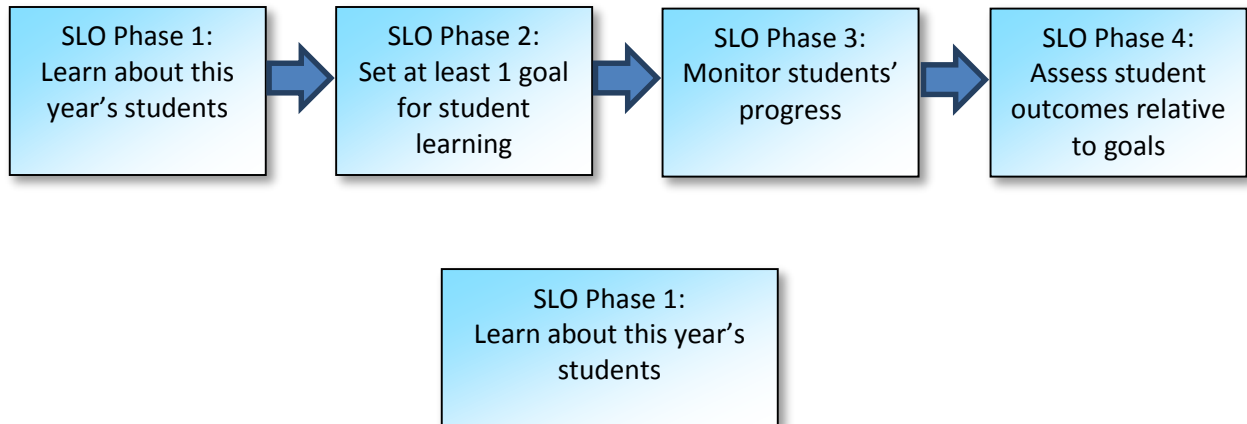 SLO Phase 1:
Learn about this
year’s students
SLO Phase 2:
Set at least 1 goal
for student
learning
SLO Phase 3:
Monitor students’
progress
SLO Phase 4:
Assess student
outcomes relative
to goals
SLO Phase 1:
Learn about this year’s
students